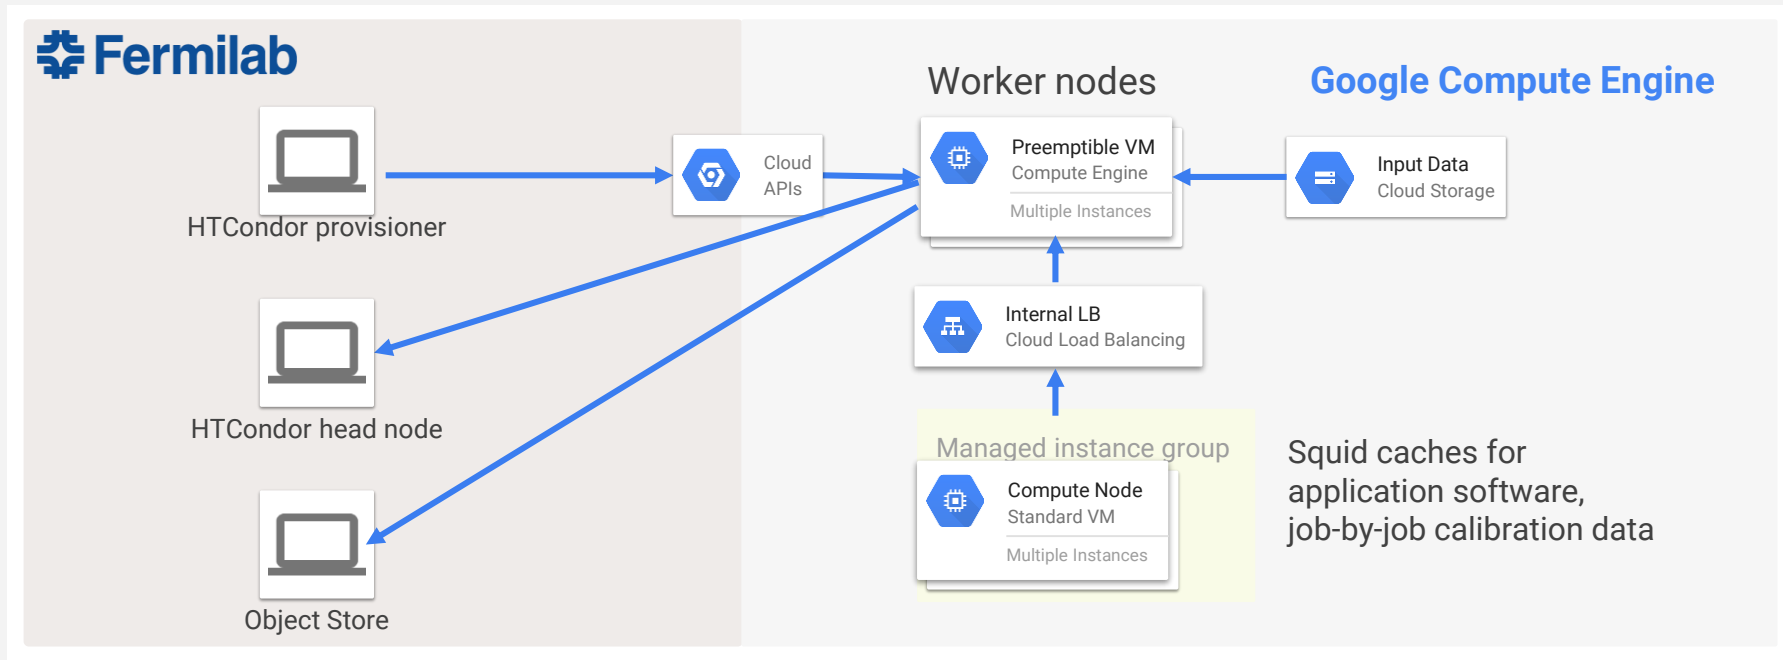 Fermilab
Worker nodes
Google Compute Engine
HTCondor provisioner
Cloud
APIs
Preemptible VM
Compute Engine
Multiple Instances
Input Data
Cloud Storage
HTCondor head node
Internal LB
Cloud Load Balancing
Object Store
Managed instance group
Compute Node
Standard VM
Multiple Instances
Squid caches for
application software,
job-by-job calibration data